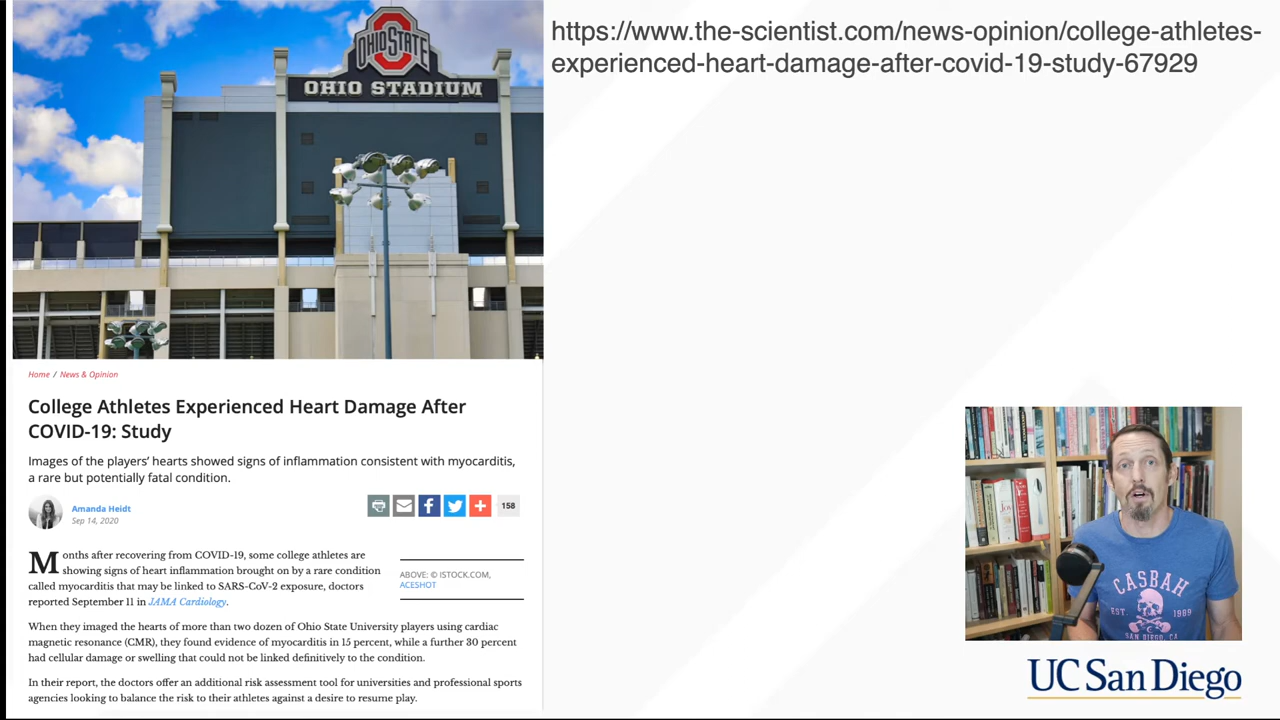 https://www.the-scientist.com/news-opinion/college-athletes-
experienced-heart-damage-after-covid-19-study-67929
OHIO STATE
OHIO STADIUM
Home / News & Opinion
College Athletes Experienced Heart Damage After
COVID-19: Study
Images of the players' hearts showed signs of inflammation consistent with myocarditis,
a rare but potentially fatal condition.
Amanda Heidt
Sep 14, 2020
158
Months after recovering from COVID-19, some college athletes are
showing signs of heart inflammation brought on by a rare condition
called myocarditis that may be linked to SARS-CoV-2 exposure, doctors
reported September 11 in JAMA Cardiology.
ABOVE: © ISTOCK.COM,
ACESHOT
When they imaged the hearts of more than two dozen of Ohio State University players using cardiac
magnetic resonance (CMR), they found evidence of myocarditis in 15 percent, while a further 30 percent
had cellular damage or swelling that could not be linked definitively to the condition.
In their report, the doctors offer an additional risk assessment tool for universities and professional sports
agencies looking to balance the risk to their athletes against a desire to resume play.
CASBAH
EST. 1989
SAN DIEGO, CA
UC San Diego